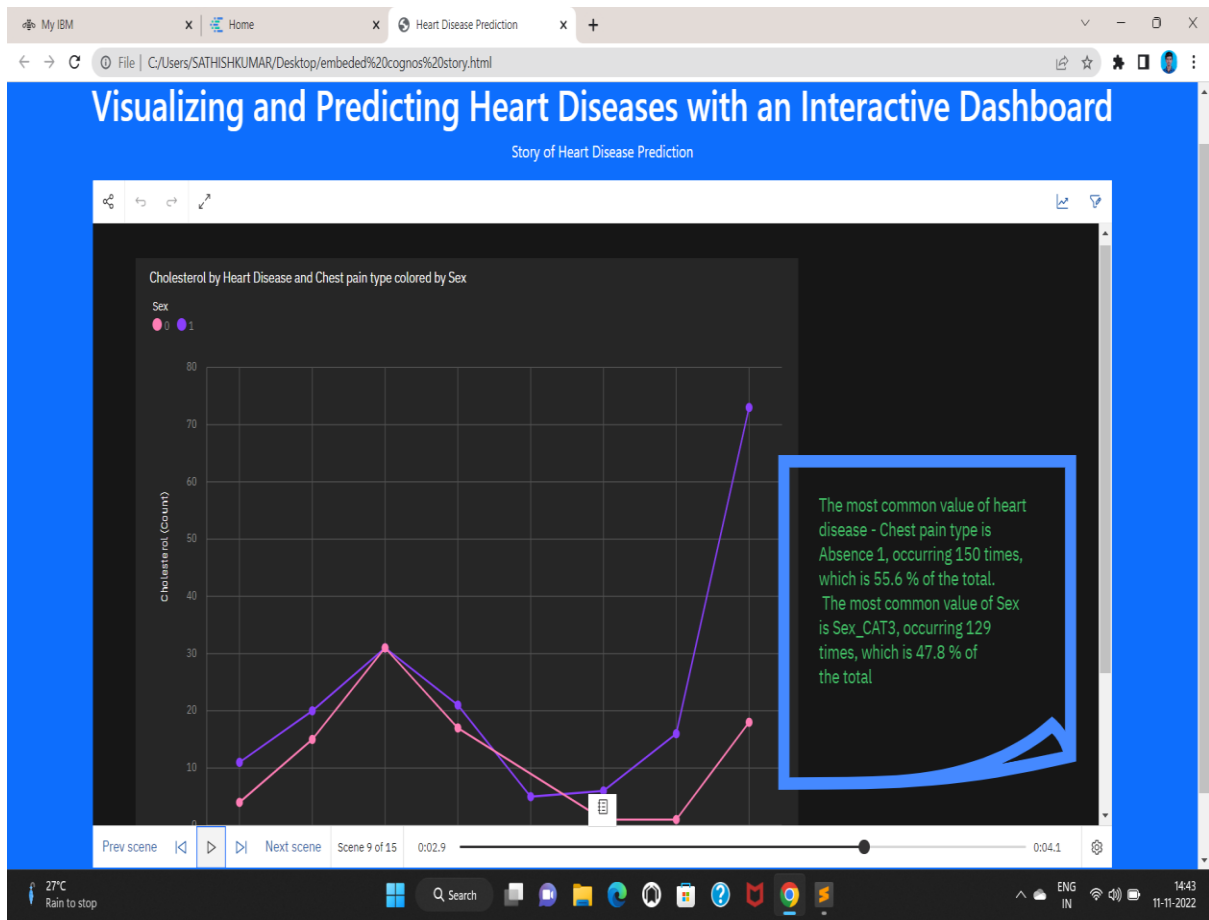 My IBM
Home
Heart Disease Prediction
File | C:/Users/SATHISHKUMAR/Desktop/embeded%20cognos%20story.html
Visualizing and Predicting Heart Diseases with an Interactive Dashboard
Story of Heart Disease Prediction
Cholesterol by Heart Disease and Chest pain type colored by Sex
Sex
0 1
80
70
60
50
40
30
20
10
0
Cholesterol (Count)
The most common value of heart
disease - Chest pain type is
Absence 1, occurring 150 times,
which is 55.6 % of the total.
The most common value of Sex
is Sex_CAT3, occurring 129
times, which is 47.8 % of
the total
Prev scene Next scene Scene 9 of 15 0:02.9 0:04.1
27°C
Rain to stop
Search
ENG
IN
14:43
11-11-2022